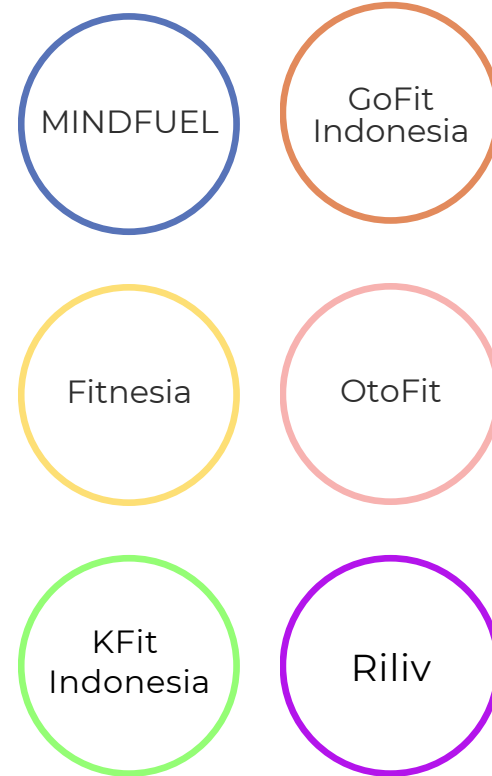 MINDFUEL
GoFit
Indonesia
Fitnesia
OtoFit
KFit
Indonesia
Riliv